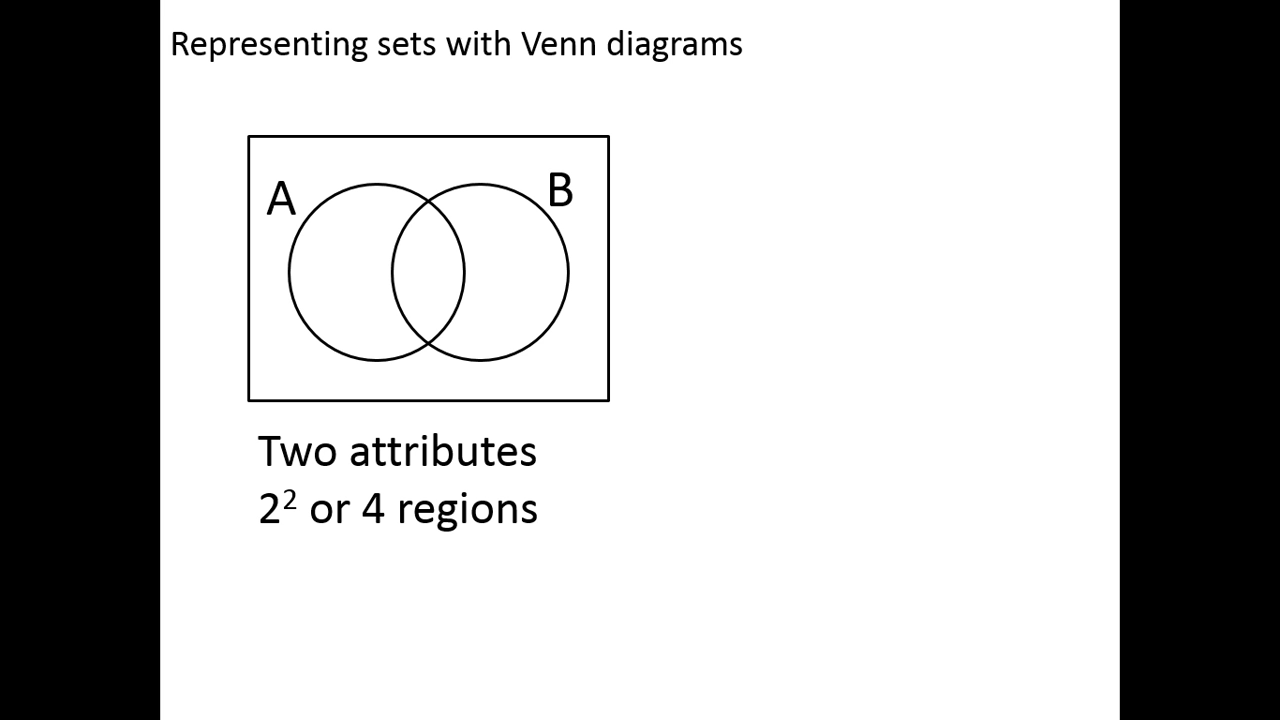 Representing sets with Venn diagrams
A
B
Two attributes
2² or 4 regions